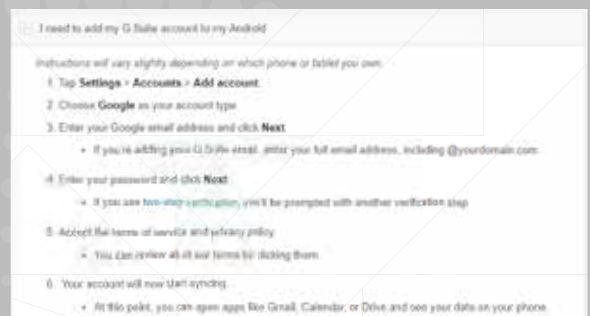 I need to add my G Suite account to my Android
Instructions will vary slightly depending on which phone or tablet you own.
1. Tap Settings > Accounts > Add account.
2. Choose Google as your account type
3. Enter your Google email address and click Next.
• If you're adding your G Suite email, enter your full email address, including @yourdomain.com.
4. Enter your password and click Next.
• If you use two-step verification, you'll be prompted with another verification step
5. Accept the terms of service and privacy policy.
• You can review all of our terms by clicking them.
6. Your account will now start syncing.
• At this point, you can open apps like Gmail, Calendar, or Drive and see your data on your phone.